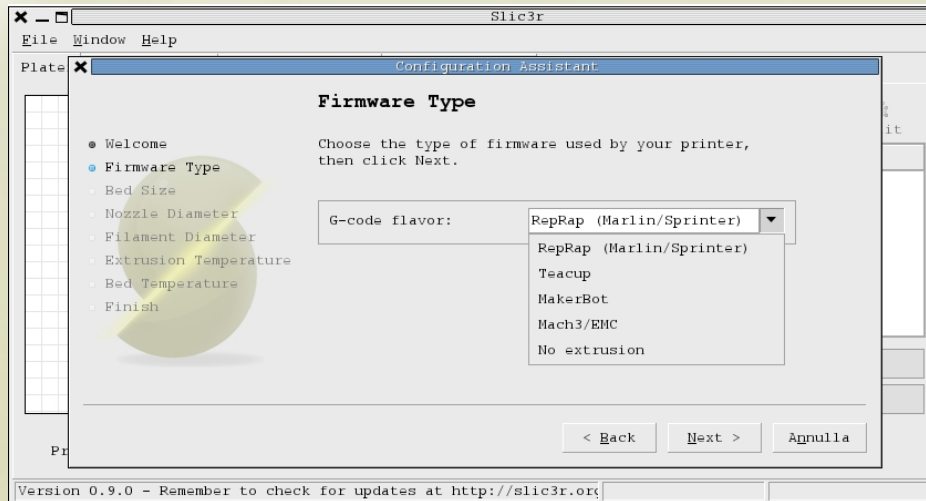 Slic3r
File Window Help
Plate
Configuration Assistant
Firmware Type
Welcome
Firmware Type
Bed Size
Nozzle Diameter
Filament Diameter
Extrusion Temperature
Bed Temperature
Finish
Choose the type of firmware used by your printer,
then click Next.
G-code flavor: RepRap (Marlin/Sprinter)
RepRap (Marlin/Sprinter)
Teacup
MakerBot
Mach3/EMC
No extrusion
it
< Back Next > Annulla
Pr
Version 0.9.0 - Remember to check for updates at http://slic3r.org